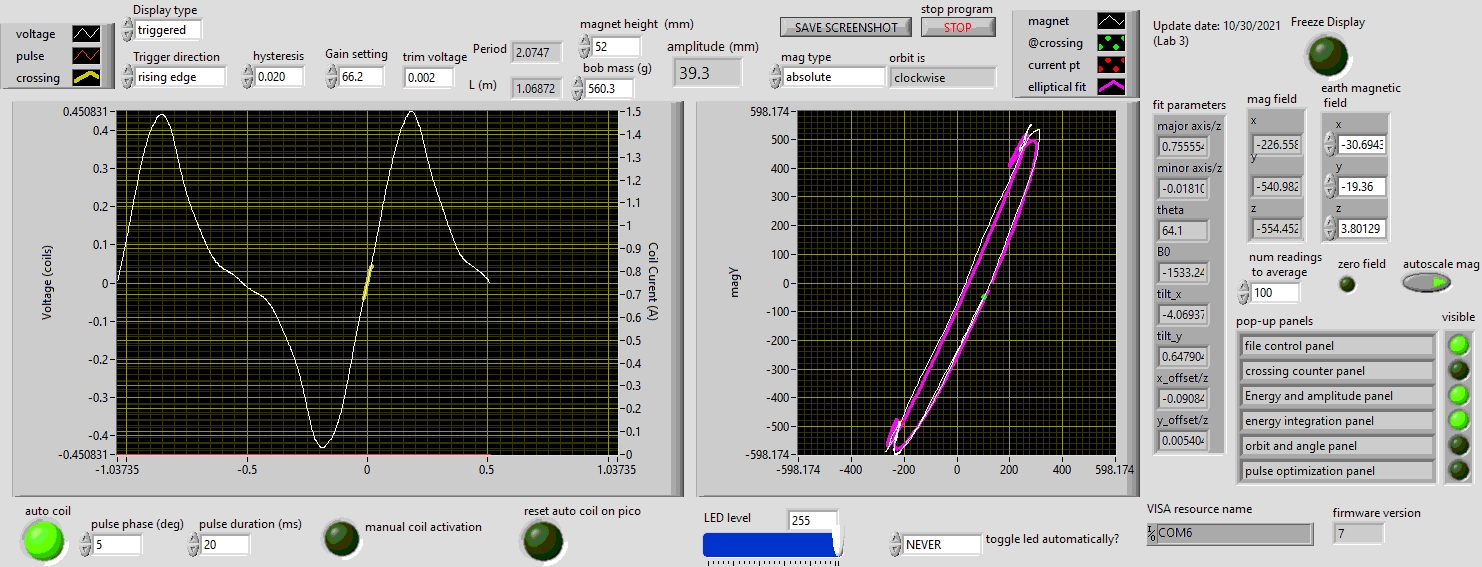 voltage
pulse
crossing
Display type
triggered
Trigger direction
rising edge
hysteresis
0.020
Gain setting
66.2
trim voltage
0.002
Period
2.0747
L (m)
1.06872
magnet height (mm)
52
bob mass (g)
560.3
amplitude (mm)
39.3
SAVE SCREENSHOT
stop program
STOP
mag type
absolute
orbit is
clockwise
magnet
@crossing
current pt
elliptical fit
Update date: 10/30/2021
(Lab 3)
Freeze Display
Voltage (coils)
0.450831
0.4
0.3
0.2
0.1
0
-0.1
-0.2
-0.3
-0.4
-0.450831
-1.03735
-0.5
0
0.5
1.03735
1.5
1.4
1.3
1.2
1.1
1
0.9
0.8
0.7
0.6
0.5
0.4
0.3
0.2
0.1
0
Coil Curent (A)
magy
598.174
500
400
300
200
100
0
-100
-200
-300
-400
-500
-598.174
-598.174
-400
-200
0
200
400
598.174
fit parameters
major axis/z
0.755554
minor axis/z
-0.01810
theta
64.1
B0
-1533.24
tilt_x
-4.06937
tilt_y
0.647904
x_offset/z
-0.09084
y_offset/z
0.005404
mag field
x
-226.558
y
-540.982
-554.452
earth magnetic
field
x
-30.6943
y
-19.36
z
3.80129
num readings
to average
100
zero field
autoscale mag
pop-up panels
visible
file control panel
crossing counter panel
Energy and amplitude panel
energy integration panel
orbit and angle panel
pulse optimization panel
auto coil
pulse phase (deg)
5
pulse duration (ms)
20
manual coil activation
reset auto coil on pico
LED level
255
NEVER
toggle led automatically?
VISA resource name
COM6
firmware version
7